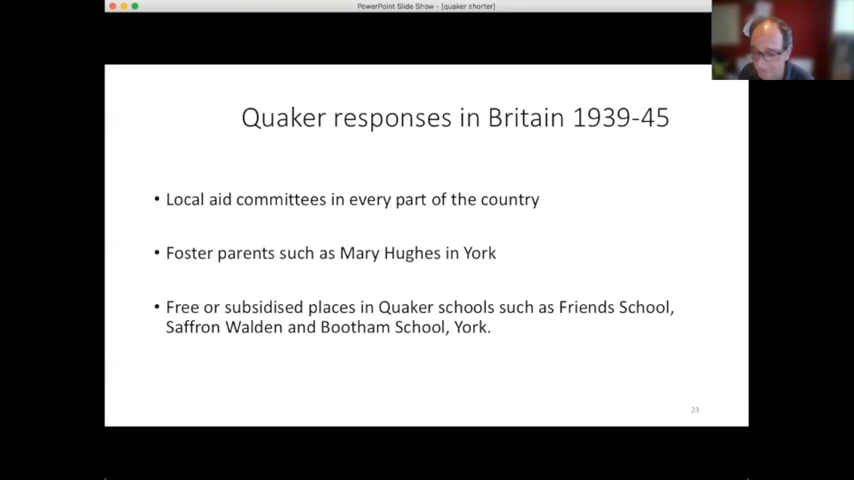 PowerPoint Slide Show - [quaker shorter]
Quaker responses in Britain 1939-45
• Local aid committees in every part of the country
• Foster parents such as Mary Hughes in York
• Free or subsidised places in Quaker schools such as Friends School,
Saffron Walden and Bootham School, York.
23